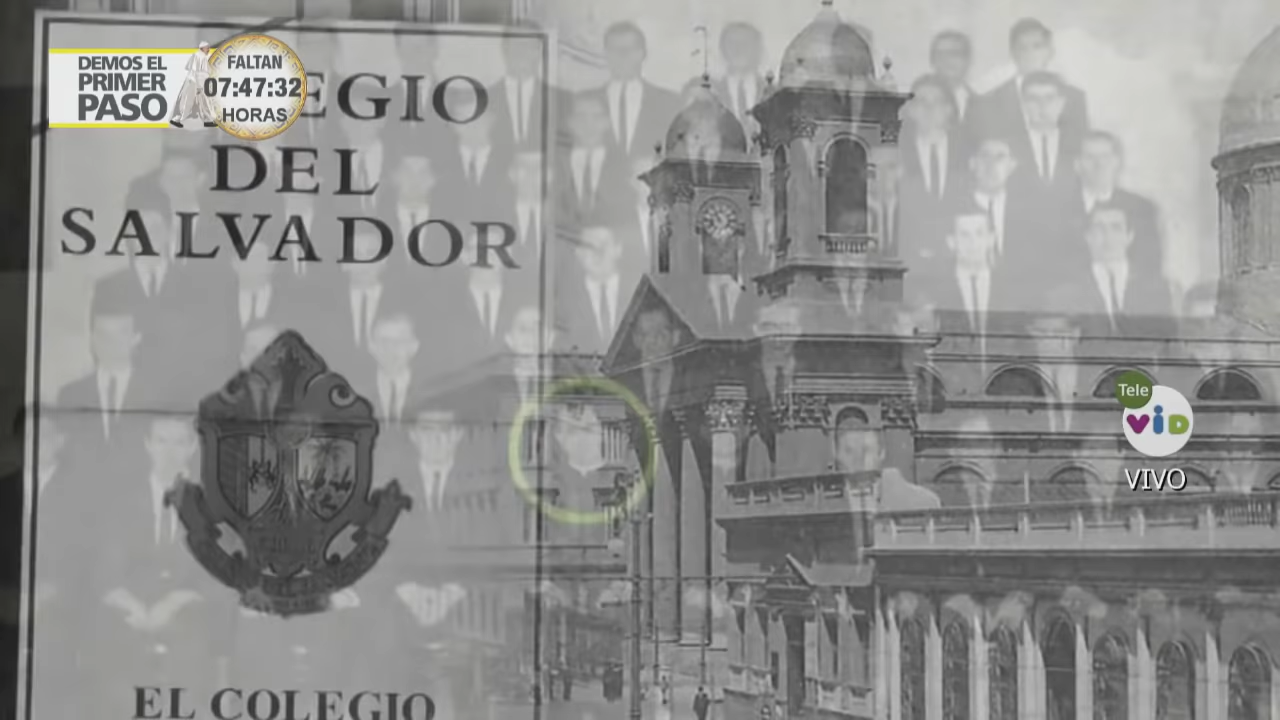 DEMOS EL
PRIMER
PASO
FALTAN
07:47:32
HORAS
EGIO
DEL
SALVADOR
EL COLEGIO
Tele
VID
VIVO